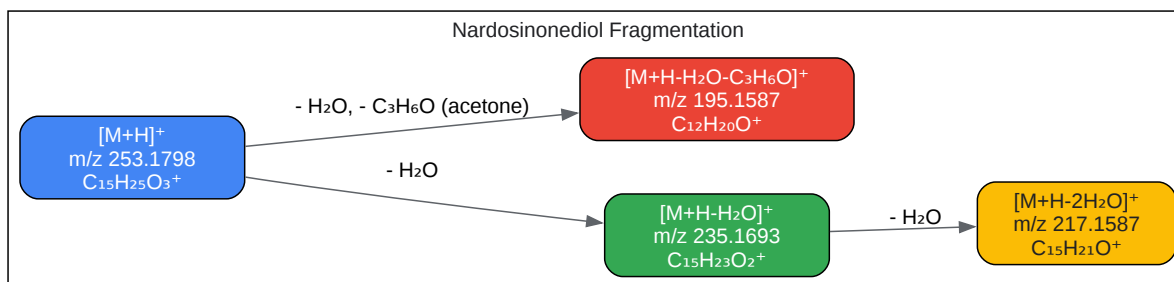 Nardosinonediol Fragmentation
[M+H-H₂O-C₃H₆O]⁺
m/z 195.1587
C₁₂H₂₀O⁺
- H₂O, - C₃H₆O (acetone)
[M+H]⁺
m/z 253.1798
C₁₅H₂₅O₃⁺
- H₂O
[M+H-H₂O]⁺
m/z 235.1693
C₁₅H₂₃O₂⁺
- H₂O
[M+H-2H₂O]⁺
m/z 217.1587
C₁₅H₂₁O⁺